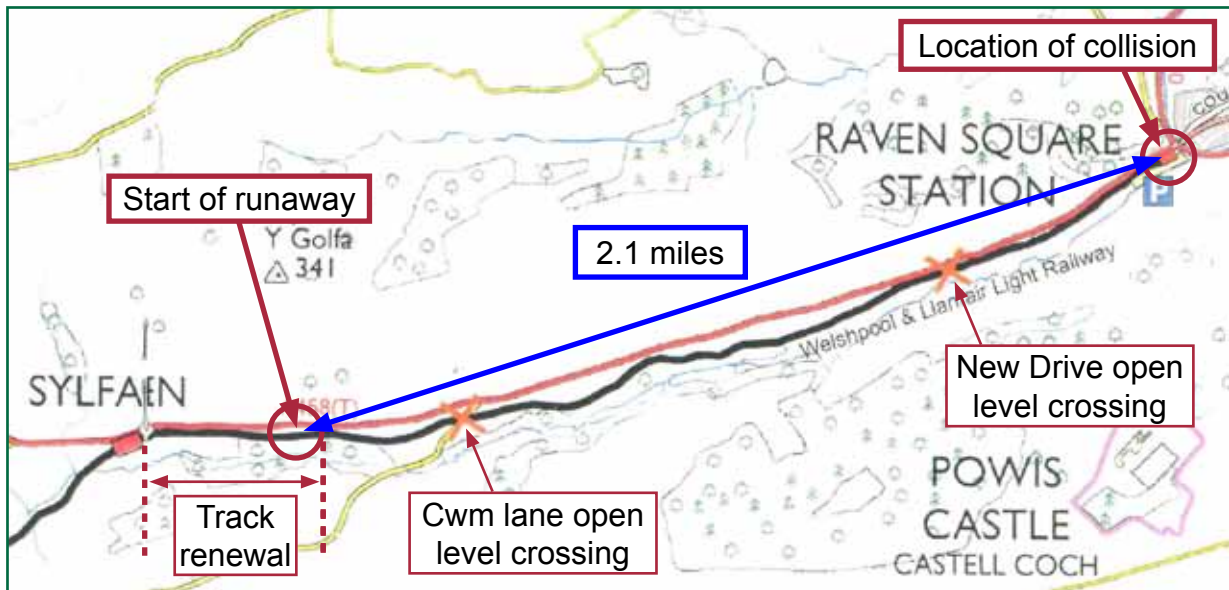 Location of collision
RAVEN SQUARE
STATION
P
Start of runaway
Y Golfa
341
2.1 miles
Welshpool & Llanfair Light Railway
SYLFAEN
458(T)
New Drive open
level crossing
Track
renewal
Cwm lane open
level crossing
POWIS
CASTLE
CASTELL COCH